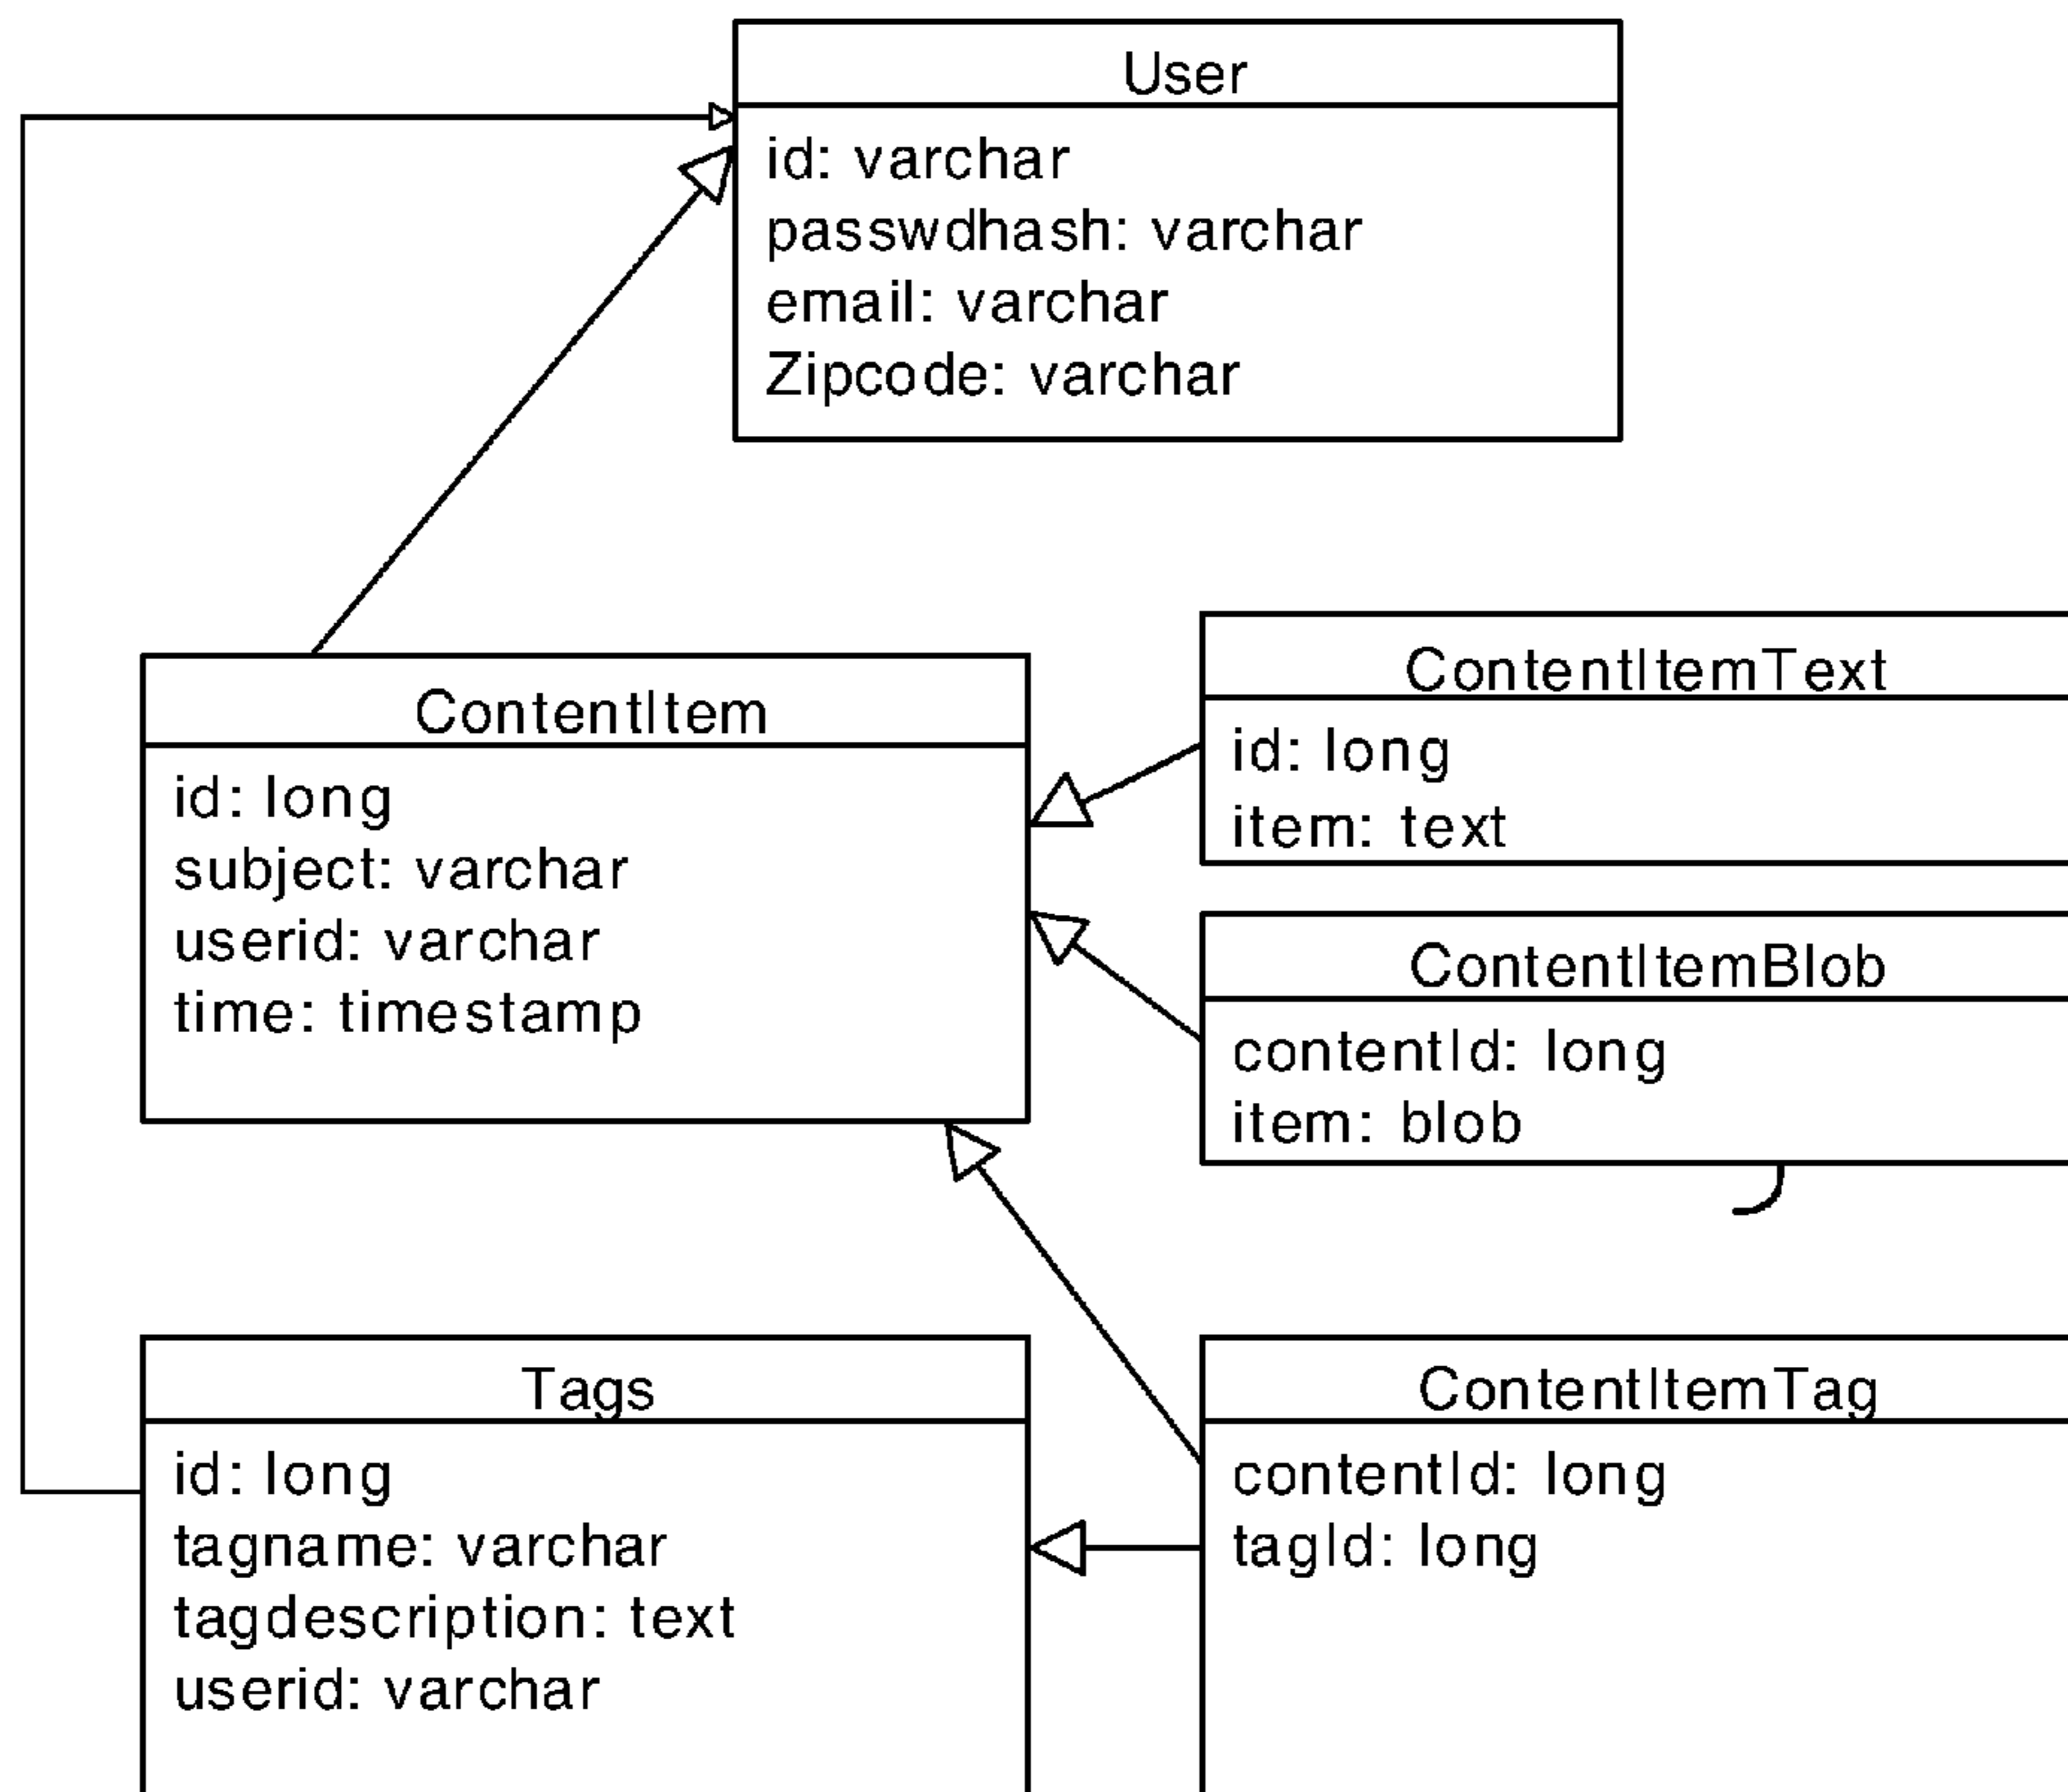 User
id: varchar
passwdhash: varchar
email: varchar
Zipcode: varchar
ContentItem
id: long
subject: varchar
userid: varchar
time: timestamp
ContentItemText
id: long
item: text
ContentItemBlob
contentId: long
item: blob
Tags
id: long
tagname: varchar
tagdescription: text
userid: varchar
ContentItemTag
contentId: long
tagId: long